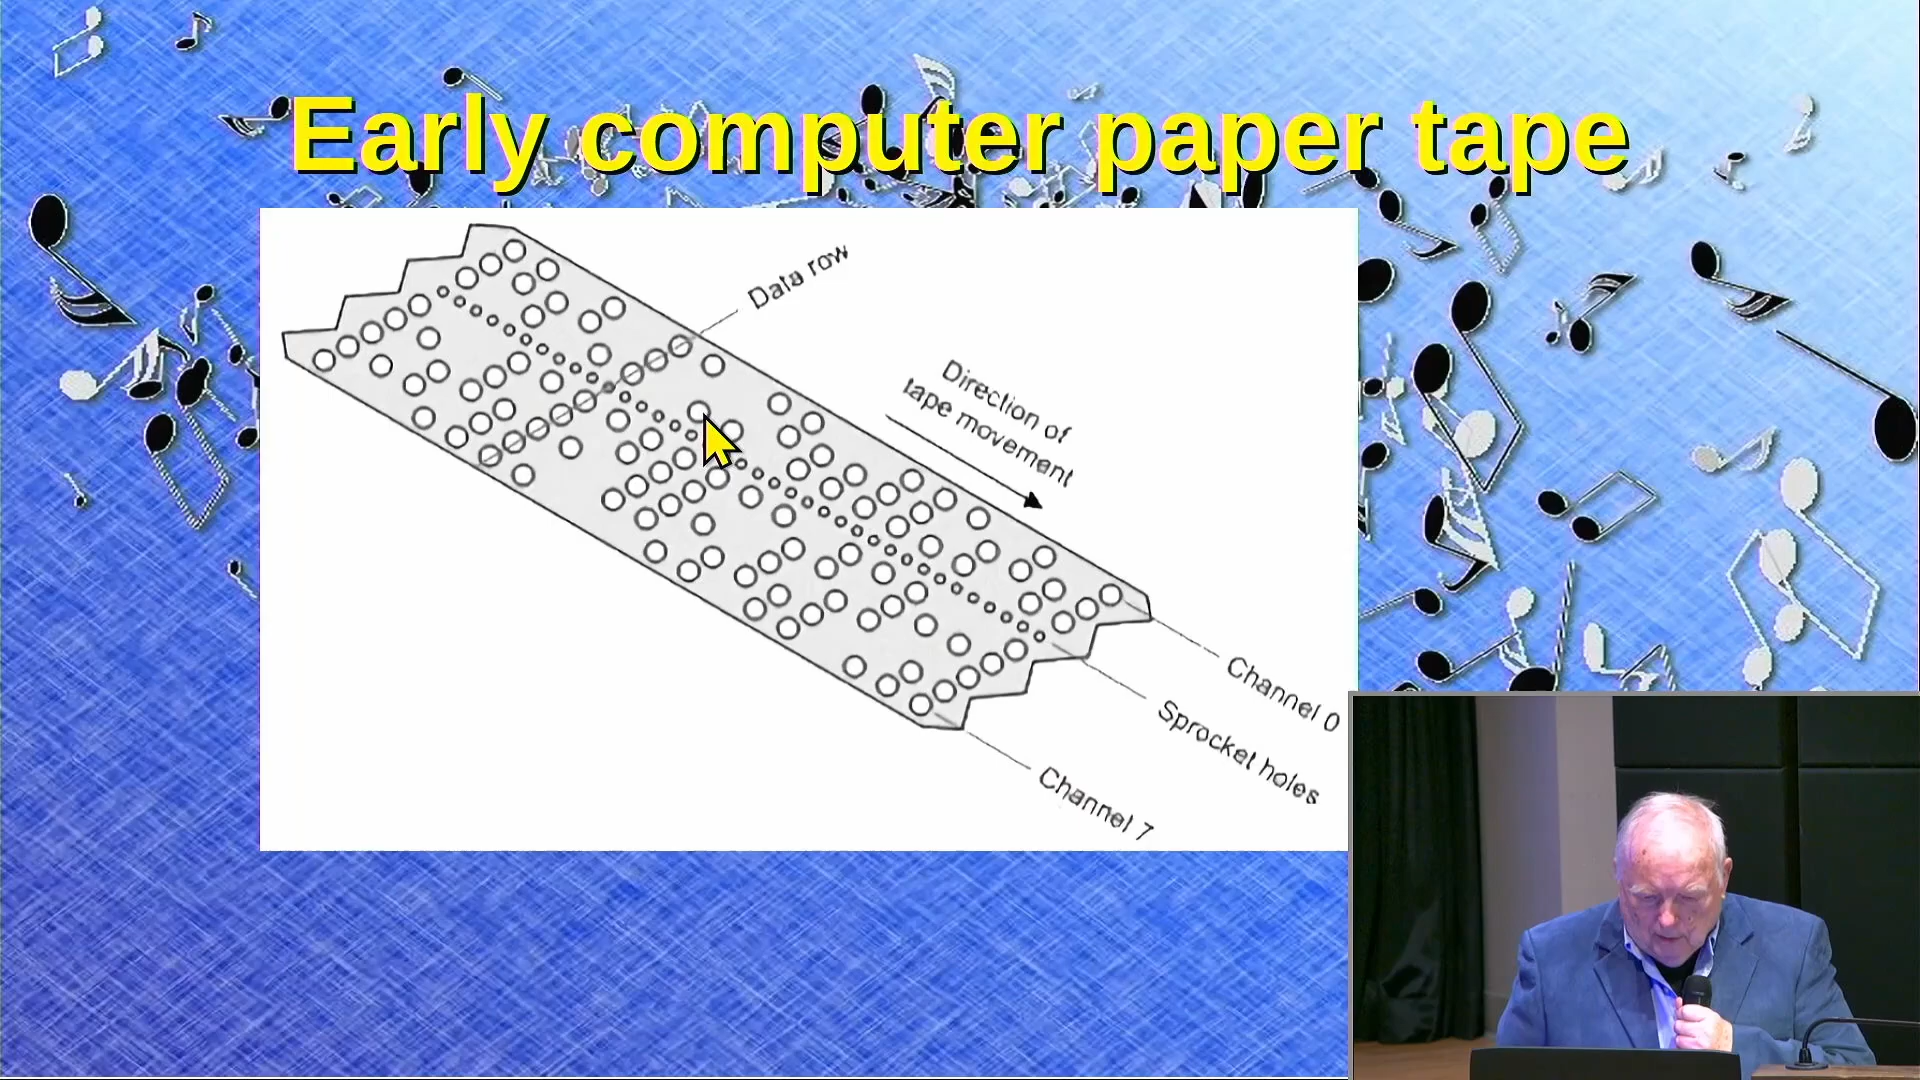 Early computer paper tape
Data row
Direction of
tape movement
Channel 0
Sprocket holes
Channel 7